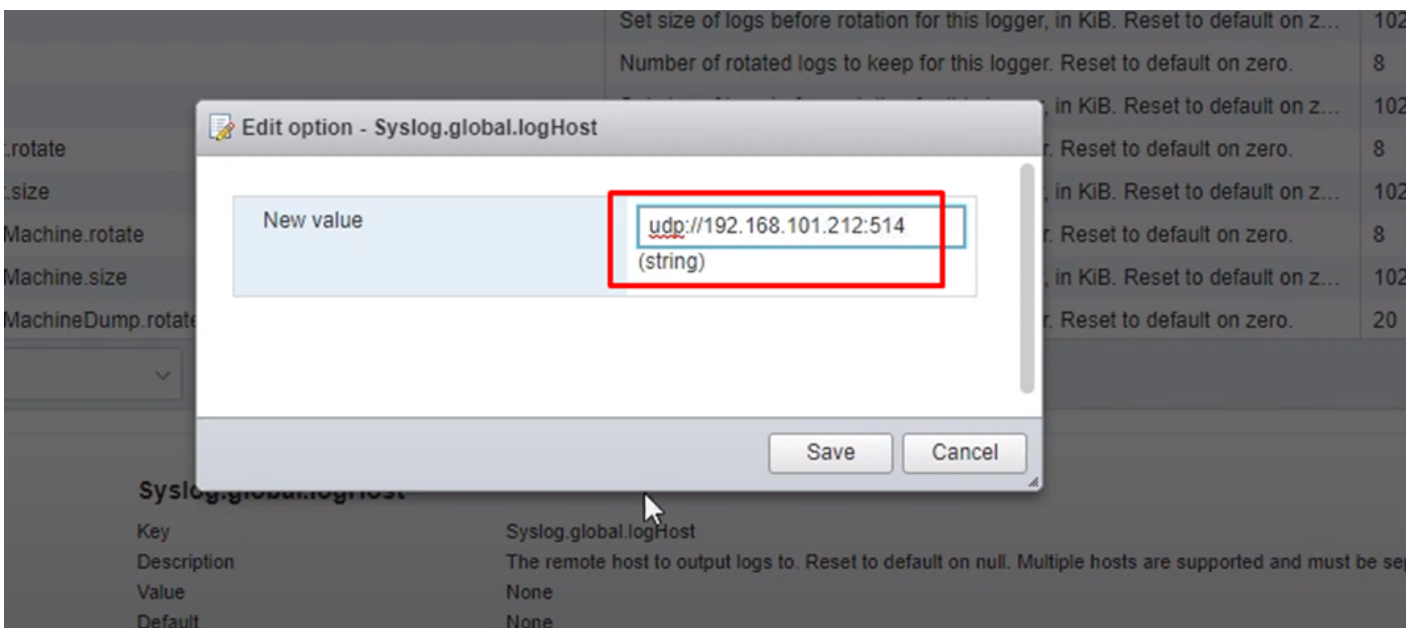 Set size of logs before rotation for this logger, in KiB. Reset to default on z... 102
Number of rotated logs to keep for this logger. Reset to default on zero. 8
, in KiB. Reset to default on z... 102
Edit option - Syslog.global.logHost
.rotate r. Reset to default on zero. 8
.size , in KiB. Reset to default on z... 102
New value
udp://192.168.101.212:514
Machine.rotate r. Reset to default on zero. 8
(string)
Machine.size , in KiB. Reset to default on z... 102
MachineDump.rotate r. Reset to default on zero. 20
Save Cancel
Syslog.global.logHost
Key Syslog.global.logHost
Description The remote host to output logs to. Reset to default on null. Multiple hosts are supported and must be se
Value None
Default None